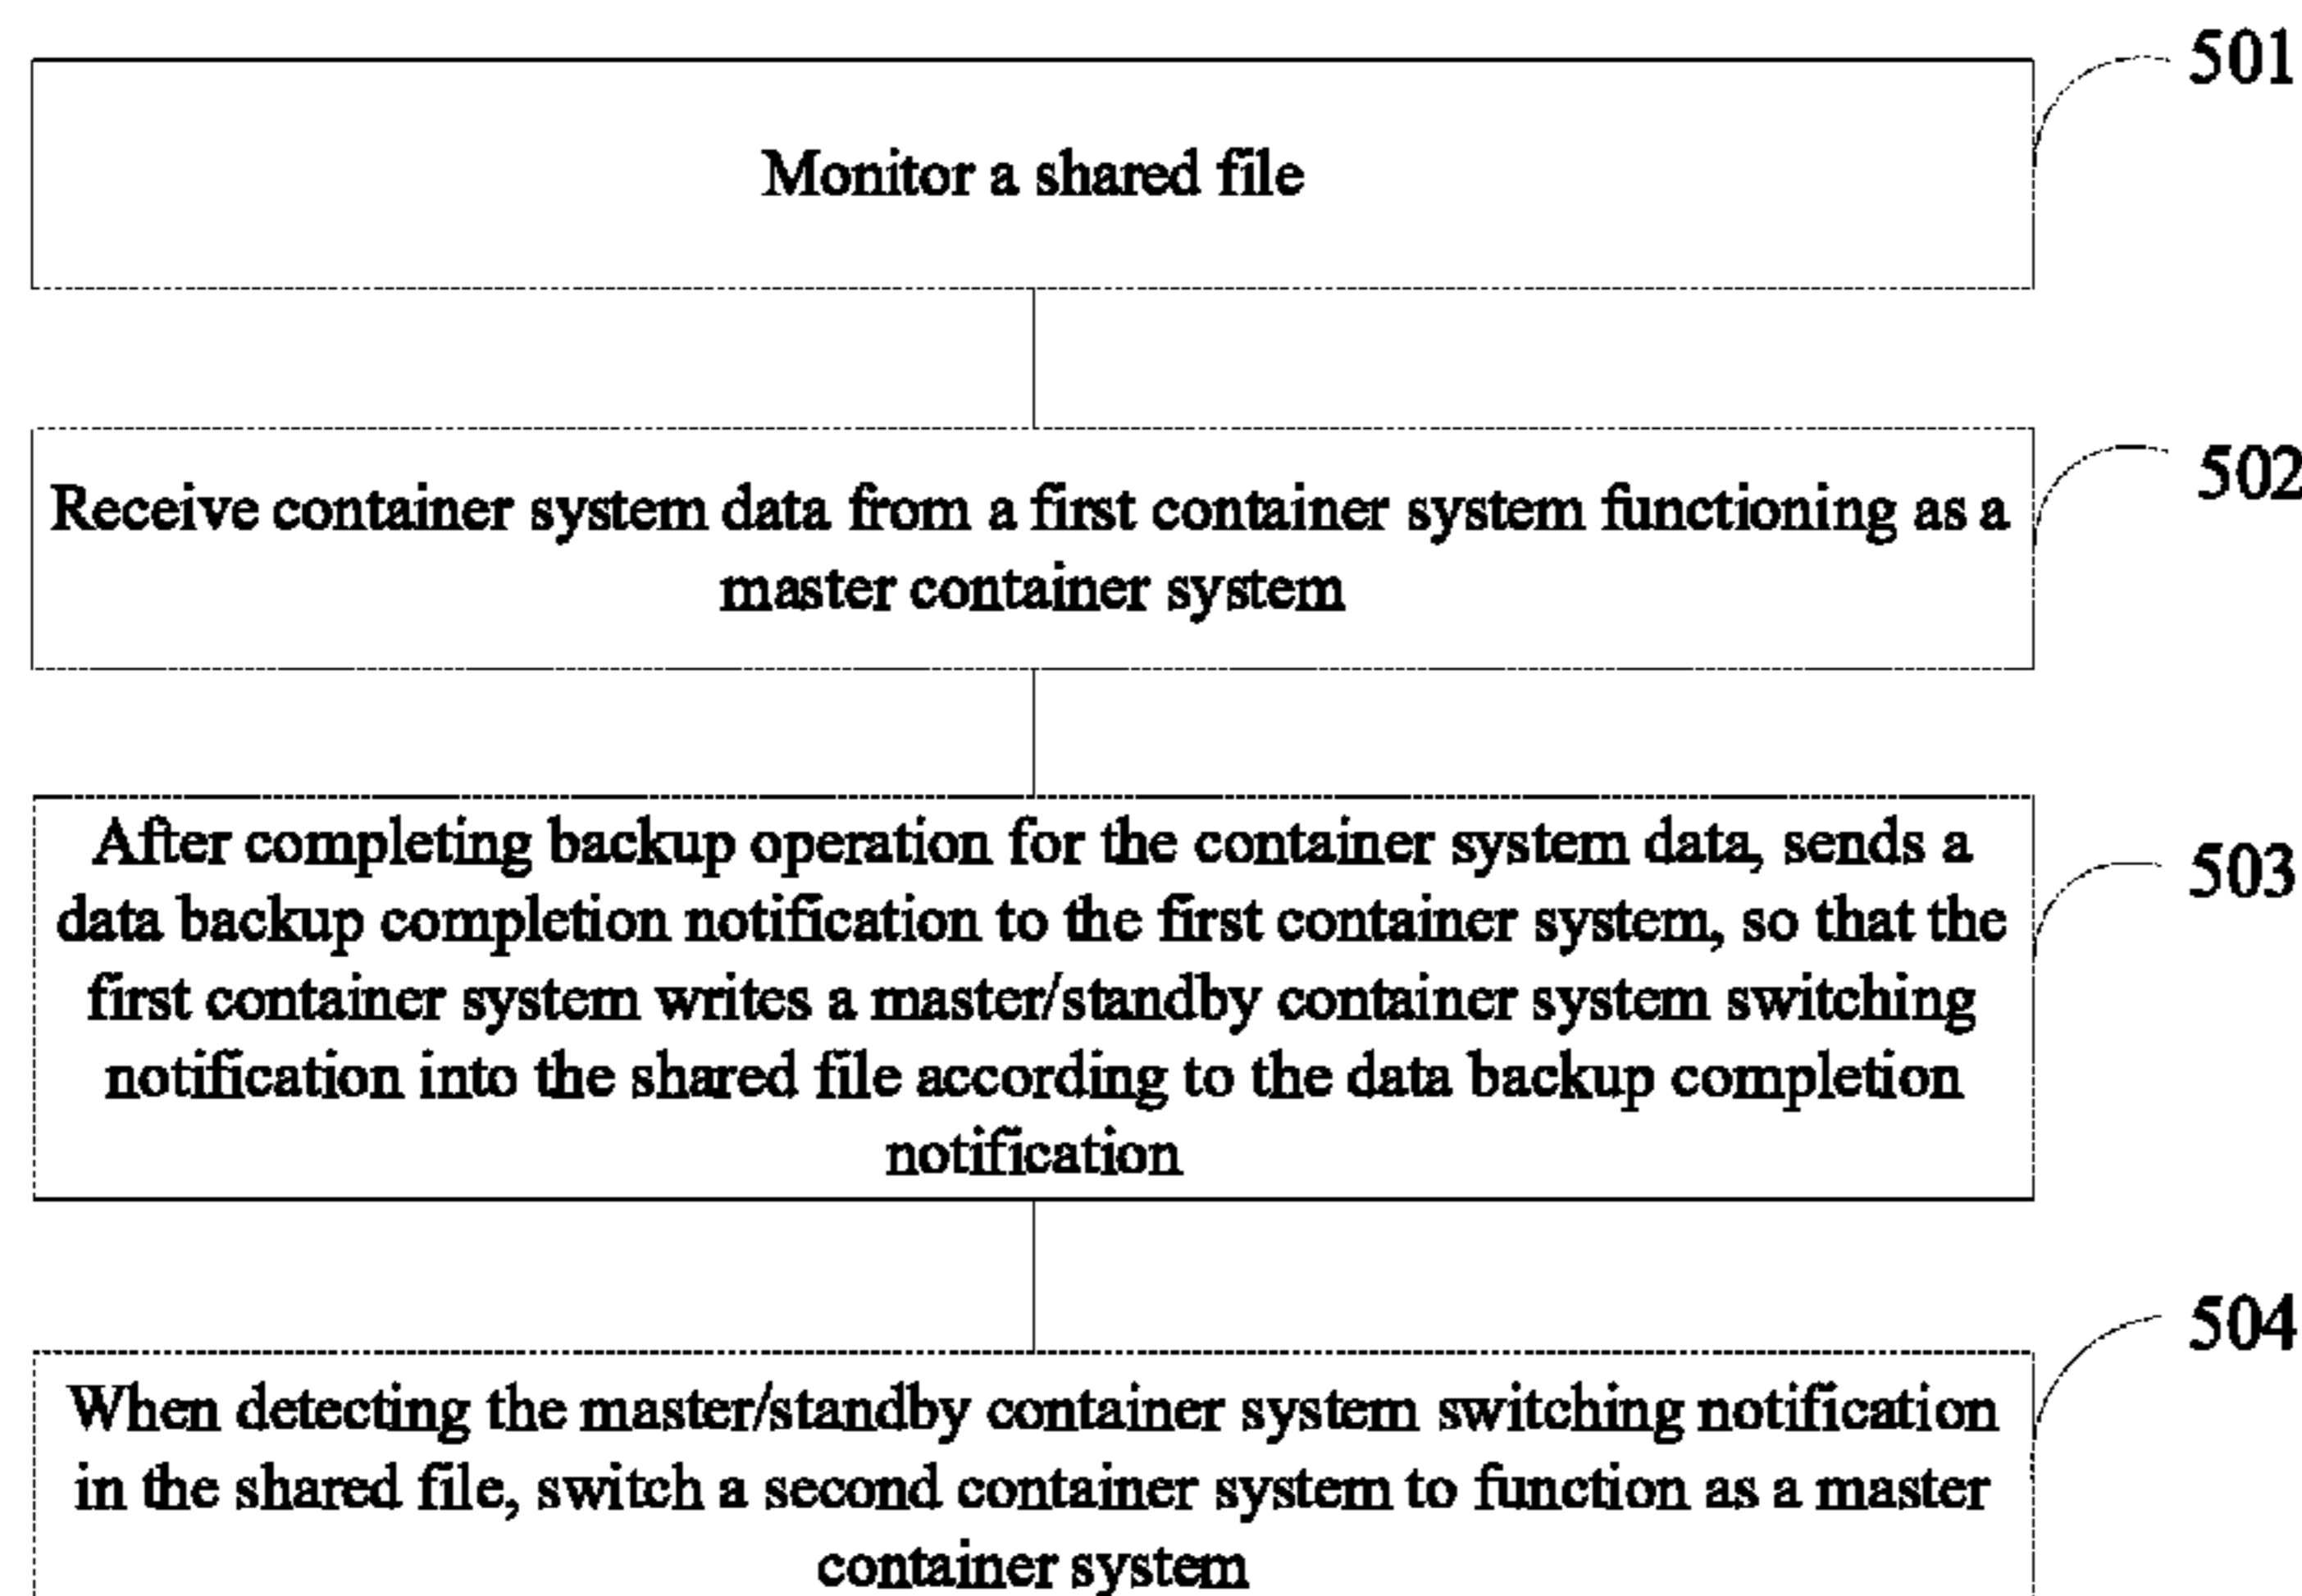 501
Monitor a shared file
502
Receive container system data from a first container system functioning as a
master container system
503
After completing backup operation for the container system data, sends a
data backup completion notification to the first container system, so that the
first container system writes a master/standby container system switching
notification into the shared file according to the data backup completion
notification
504
When detecting the master/standby container system switching notification
in the shared file, switch a second container system to function as a master
container system